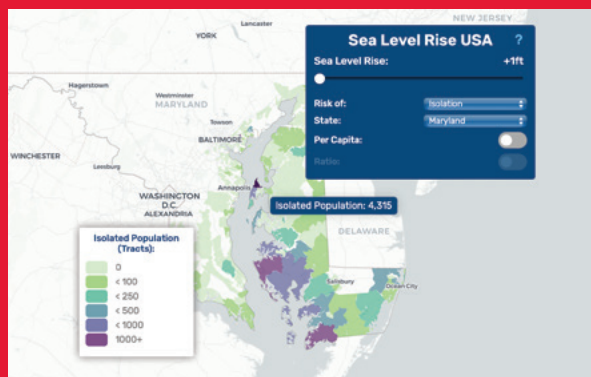 Lancaster
YORK
NEW JERSEY
Hagerstown
Westminster
MARYLAND
Towson
BALTIMORE
WINCHESTER
Leesburg
Annapolis
WASHINGTON
D.C.
ALEXANDRIA
DELAWARE
Salisbury
Ocean City
Sea Level Rise USA ?
Sea Level Rise: +1ft
Risk of: Isolation
State: Maryland
Per Capita:
Ratio:
Isolated Population: 4,315
Isolated Population
(Tracts):
0
< 100
< 250
< 500
< 1000
1000+